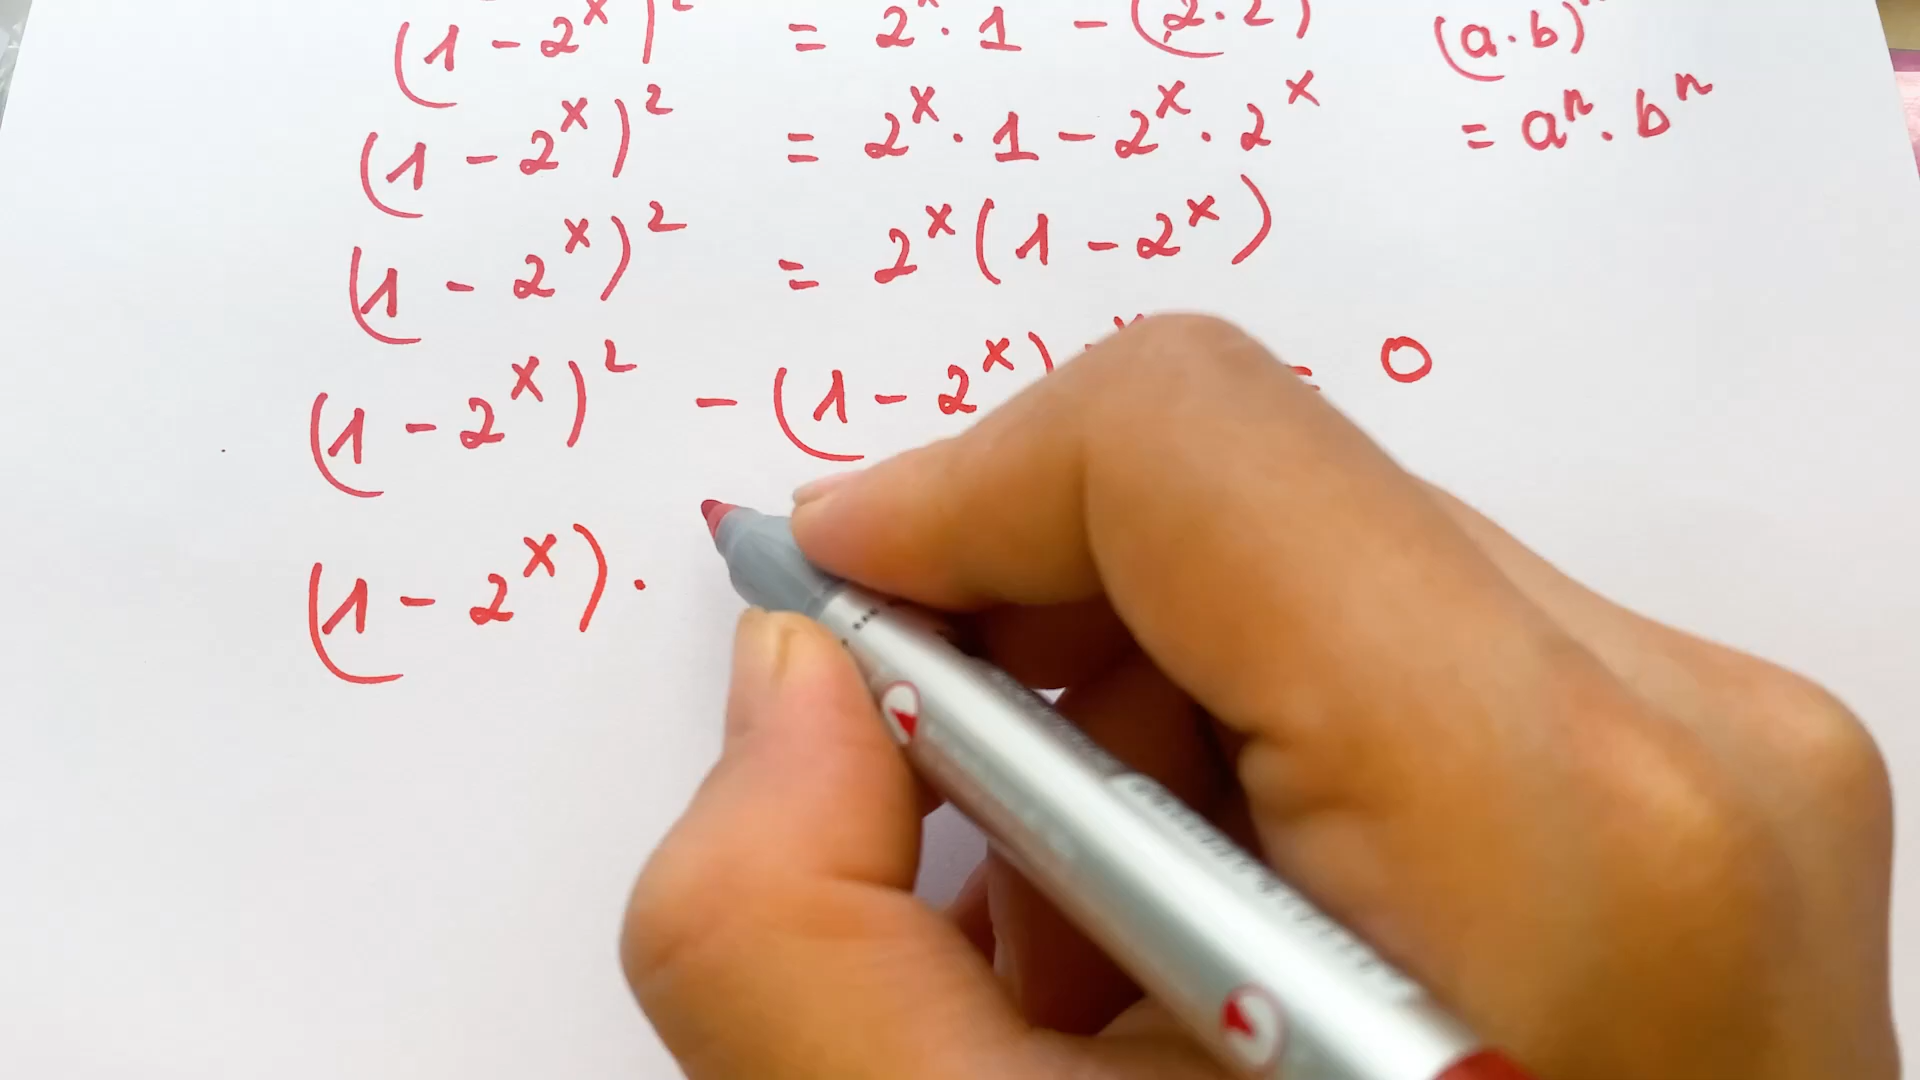 (1 - 2^x)^2 = 2^x · 1 - (2 · 2)
(a · b)^n
(1 - 2^x)^2 = 2^x · 1 - 2^x · 2^x
= a^n · b^n
(1 - 2^x)^2 = 2^x (1 - 2^x)
(1 - 2^x)^2 - (1 - 2^x) = 0
(1 - 2^x) ·